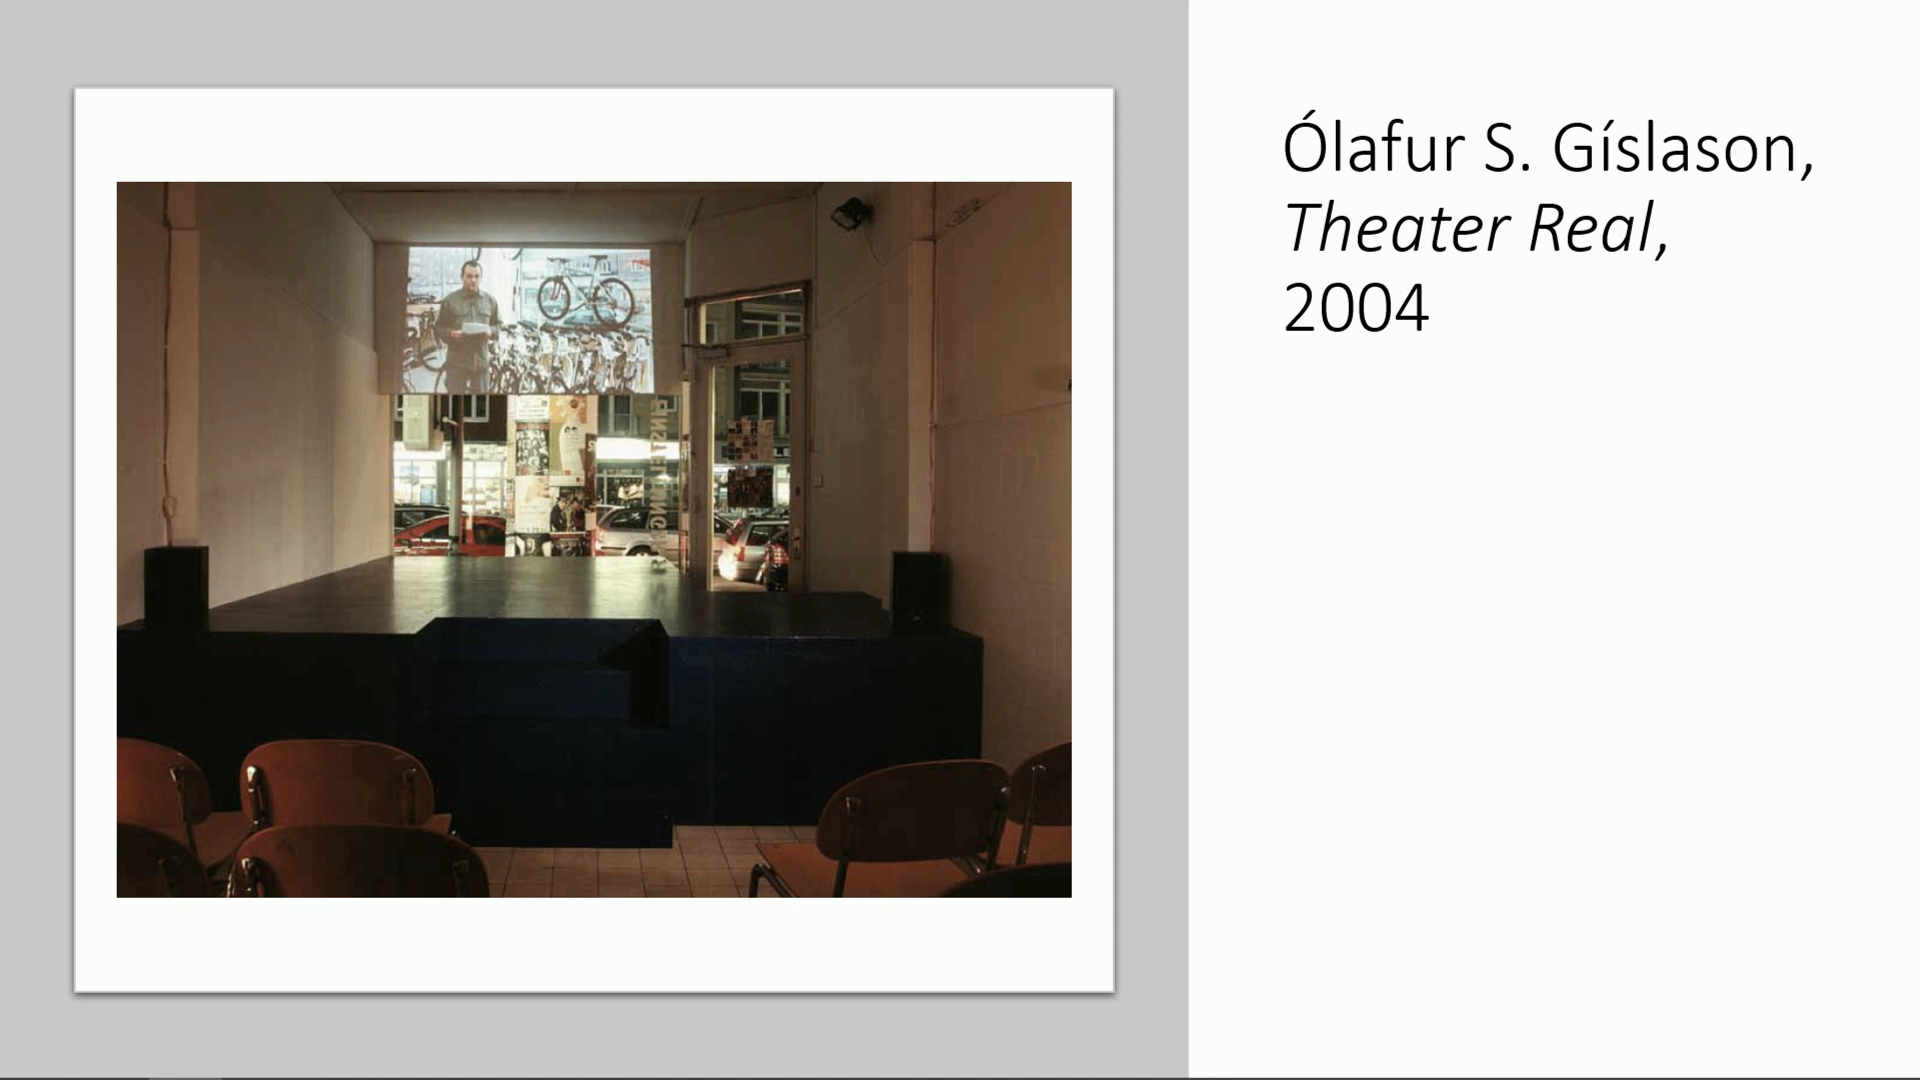 Ólafur S. Gíslason,
Theater Real,
2004